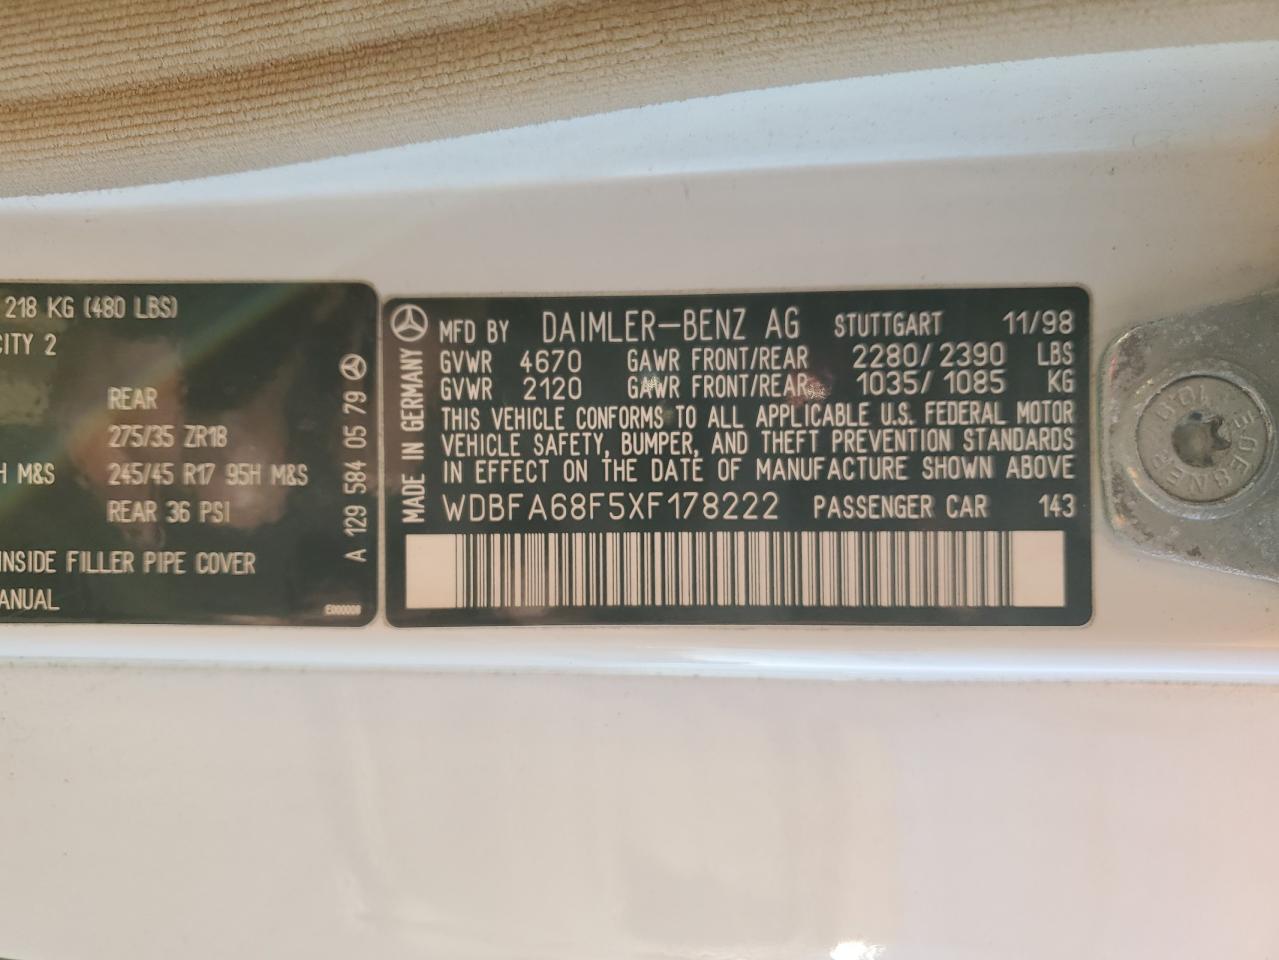 218 KG (480 LBS)
CITY 2
REAR
275/35 ZR18
H M&S 245/45 R17 95H M&S
REAR 36 PSI
INSIDE FILLER PIPE COVER
ANUAL
A 129 584 05 79
MADE IN GERMANY
MFD BY DAIMLER-BENZ AG STUTTGART 11/98
GVWR 4670 GAWR FRONT/REAR 2280/2390 LBS
GVWR 2120 GAWR FRONT/REAR 1035/1085 KG
THIS VEHICLE CONFORMS TO ALL APPLICABLE U.S. FEDERAL MOTOR
VEHICLE SAFETY, BUMPER, AND THEFT PREVENTION STANDARDS
IN EFFECT ON THE DATE OF MANUFACTURE SHOWN ABOVE
WDBFA68F5XF178222 PASSENGER CAR 143